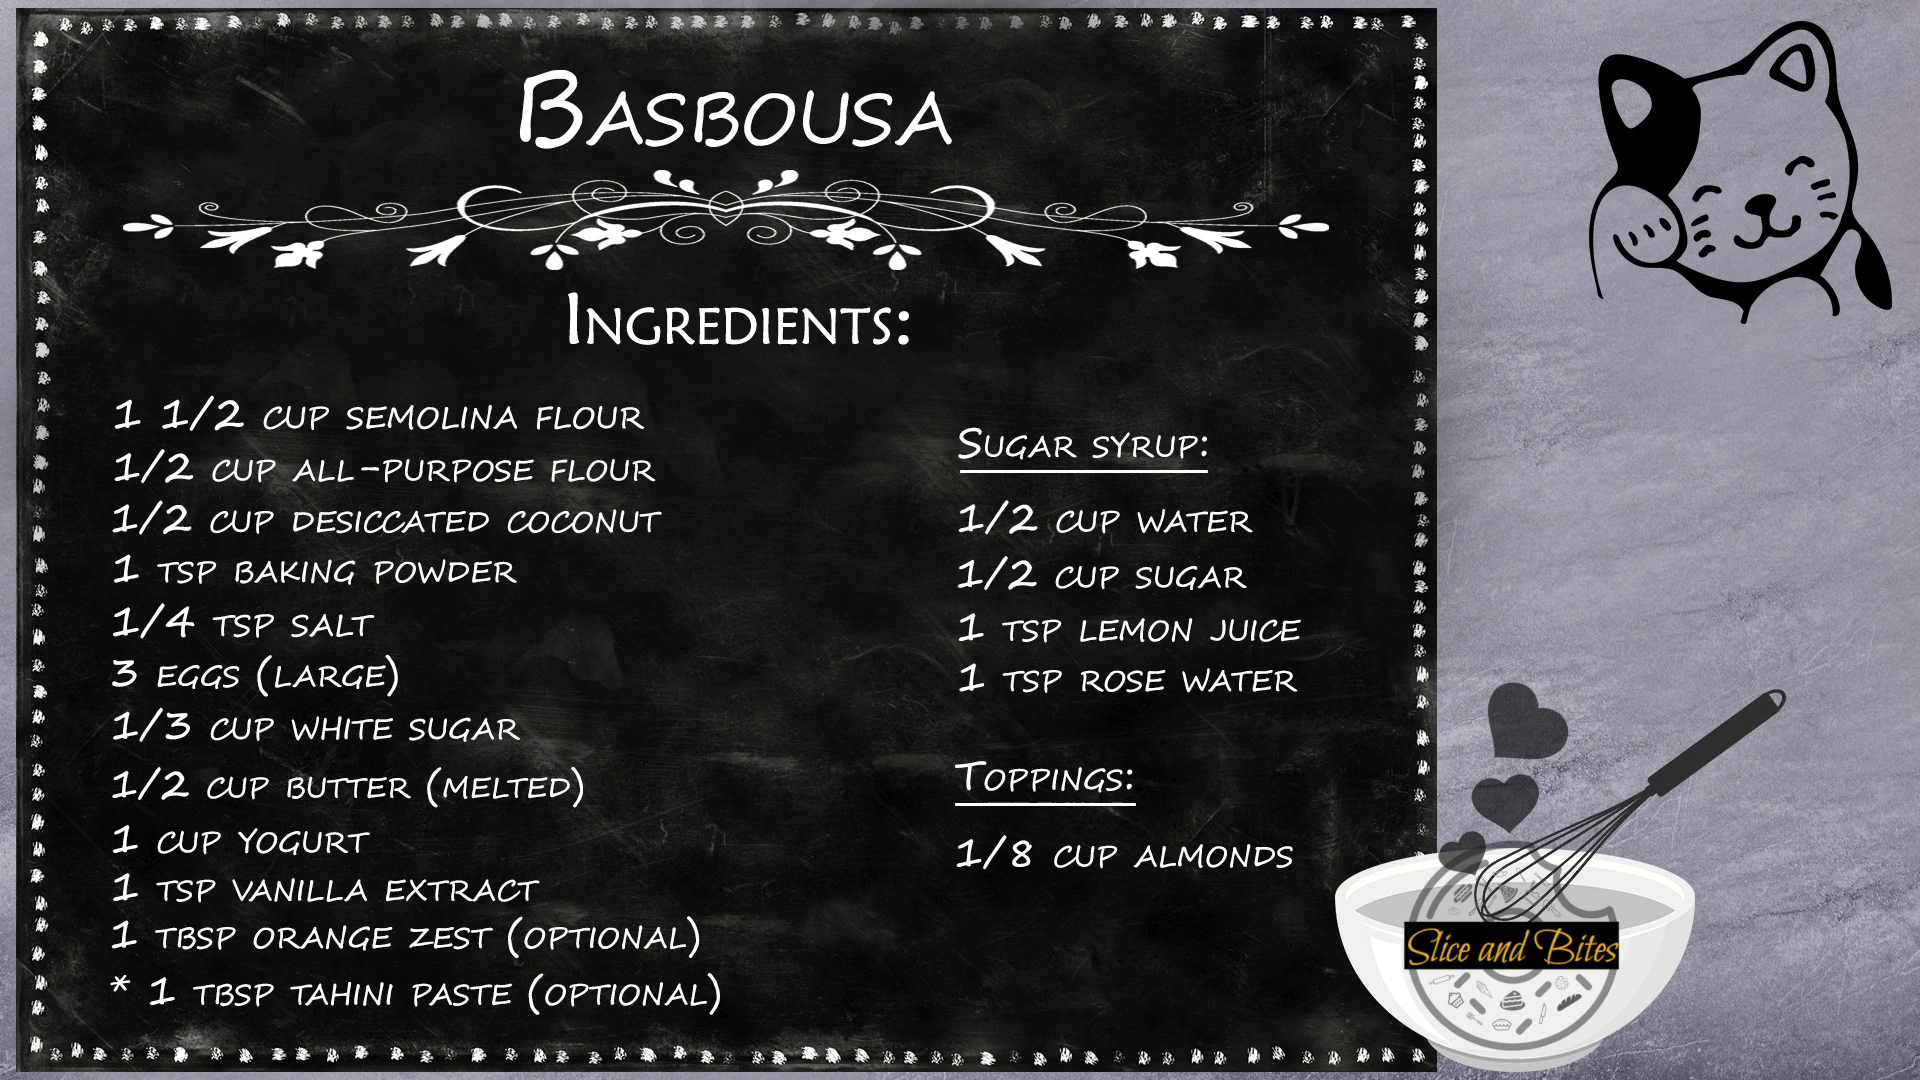 Basbousa
Ingredients:
1 1/2 cup semolina flour
1/2 cup all-purpose flour
1/2 cup desiccated coconut
1 tsp baking powder
1/4 tsp salt
3 eggs (large)
1/3 cup white sugar
1/2 cup butter (melted)
1 cup yogurt
1 tsp vanilla extract
1 tbsp orange zest (optional)
* 1 tbsp tahini paste (optional)
Sugar syrup:
1/2 cup water
1/2 cup sugar
1 tsp lemon juice
1 tsp rose water
Toppings:
1/8 cup almonds
Slice and Bites